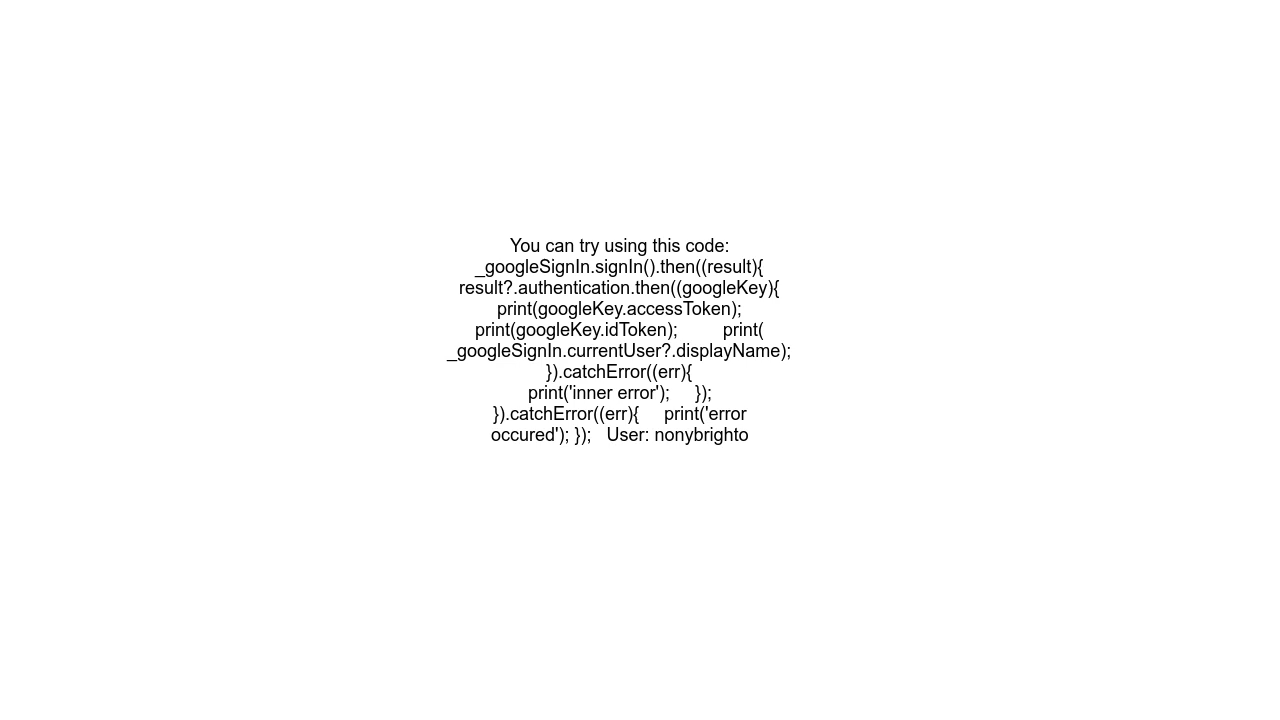 You can try using this code:
_googleSignIn.signIn().then((result){
result?.authentication.then((googleKey){
print(googleKey.accessToken);
print(googleKey.idToken);         print(
_googleSignIn.currentUser?.displayName);
}).catchError((err){
print('inner error');     });
}).catchError((err){     print('error
occured'); });   User: nonybrighto